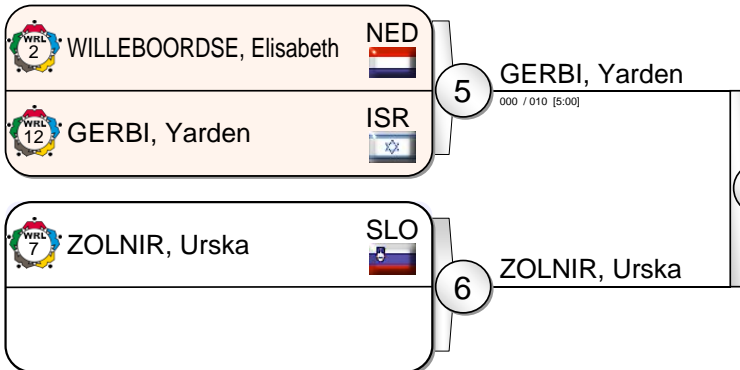 WRL
2
WILLEBOORDSE, Elisabeth
NED
WRL
12
GERBI, Yarden
ISR
5
GERBI, Yarden
000 / 010 [5:00]
WRL
7
ZOLNIR, Urska
SLO
6
ZOLNIR, Urska